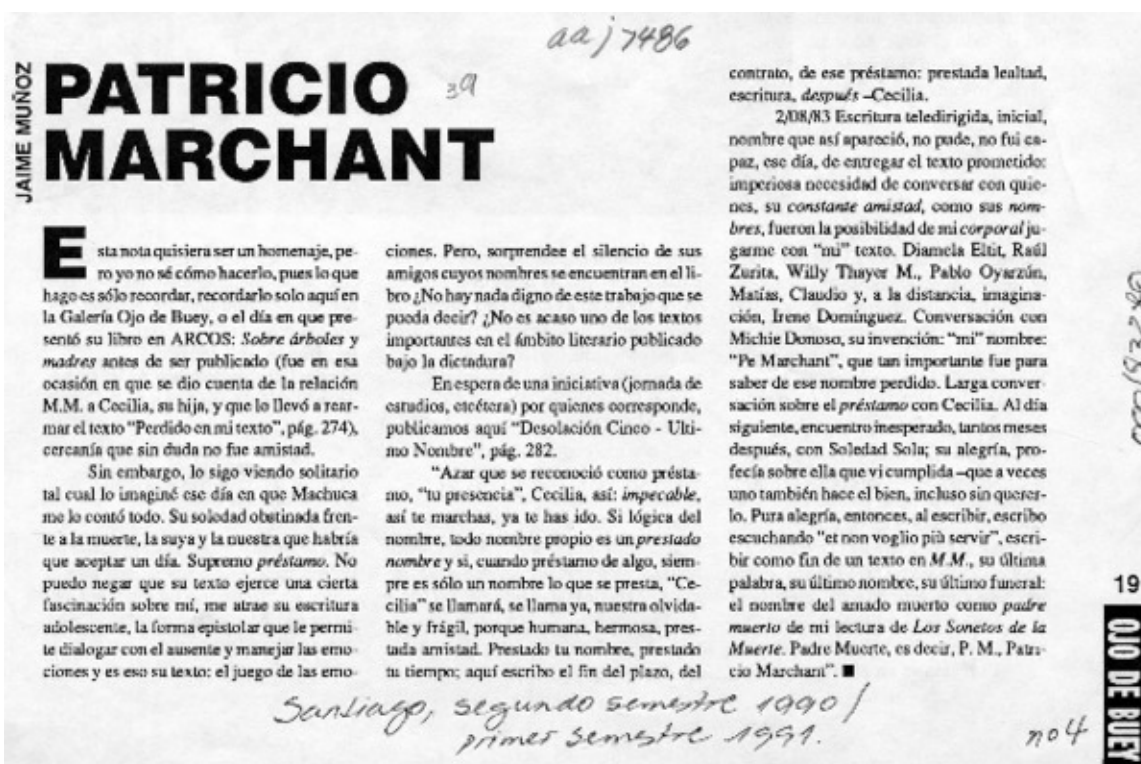 aaj 7486
JAIME MUÑOZ
PATRICIO
MARCHANT
39
Esta nota quisiera ser un homenaje, pe-
ro yo no sé cómo hacerlo, pues lo que
hago es sólo recordar, recordarlo solo aquí en
la Galería Ojo de Buey, o el día en que pre-
sentó su libro en ARCOS: Sobre árboles y
madres antes de ser publicado (fue en esa
ocasión en que se dio cuenta de la relación
M.M. a Cecilia, su hija, y que lo llevó a rear-
mar el texto "Perdido en mi texto", pág. 274),
cercanía que sin duda no fue amistad.
Sin embargo, lo sigo viendo solitario
tal cual lo imaginé ese día en que Machuca
me lo contó todo. Su soledad obstinada fren-
te a la muerte, la suya y la nuestra que habría
que aceptar un día. Supremo préstamo. No
puedo negar que su texto ejerce una cierta
fascinación sobre mí, me atrae su escritura
adolescente, la forma epistolar que le permi-
te dialogar con el ausente y manejar las emo-
ciones y es eso su texto: el juego de las emo-
ciones. Pero, sorprendee el silencio de sus
amigos cuyos nombres se encuentran en el li-
bro ¿No hay nada digno de este trabajo que se
pueda decir? ¿No es acaso uno de los textos
importantes en el ámbito literario publicado
bajo la dictadura?
En espera de una iniciativa (jornada de
estudios, etcétera) por quienes corresponde,
publicamos aquí "Desolación Cinco - Ulti-
mo Nombre", pág. 282.
"Azar que se reconoció como présta-
mo, "tu presencia", Cecilia, así: impecable,
así te marchas, ya te has ido. Si lógica del
nombre, todo nombre propio es un prestado
nombre y si, cuando préstamo de algo, siem-
pre es sólo un nombre lo que se presta, "Ce-
cilia" se llamará, se llama ya, nuestra olvida-
ble y frágil, porque humana, hermosa, pres-
tada amistad. Prestado tu nombre, prestado
tu tiempo; aquí escribo el fin del plazo, del
contrato, de ese préstamo: prestada lealtad,
escritura, después –Cecilia.
2/08/83 Escritura teledirigida, inicial,
nombre que así apareció, no pude, no fui ca-
paz, ese día, de entregar el texto prometido:
imperiosa necesidad de conversar con quie-
nes, su constante amistad, como sus nom-
bres, fueron la posibilidad de mi corporal ju-
garme con "mi" texto. Diamela Eltit, Raúl
Zurita, Willy Thayer M., Pablo Oyarzún,
Matías, Claudio y, a la distancia, imagina-
ción, Irene Domínguez. Conversación con
Michie Donoso, su invención: "mi" nombre:
"Pe Marchant", que tan importante fue para
saber de ese nombre perdido. Larga conver-
sación sobre el préstamo con Cecilia. Al día
siguiente, encuentro inesperado, tantos meses
después, con Soledad Sola; su alegría, pro-
fecía sobre ella que vi cumplida –que a veces
uno también hace el bien, incluso sin querer-
lo. Pura alegría, entonces, al escribir, escribo
escuchando "et non voglio più servir", escri-
bir como fin de un texto en M.M., su última
palabra, su último nombre, su último funeral:
el nombre del amado muerto como padre
muerto de mi lectura de Los Sonetos de la
Muerte. Padre Muerte, es decir, P. M., Patri-
cio Marchant". ■
19
OJO DE BUEY
Santiago, segundo semestre 1990 /
primer semestre 1991.
no 4